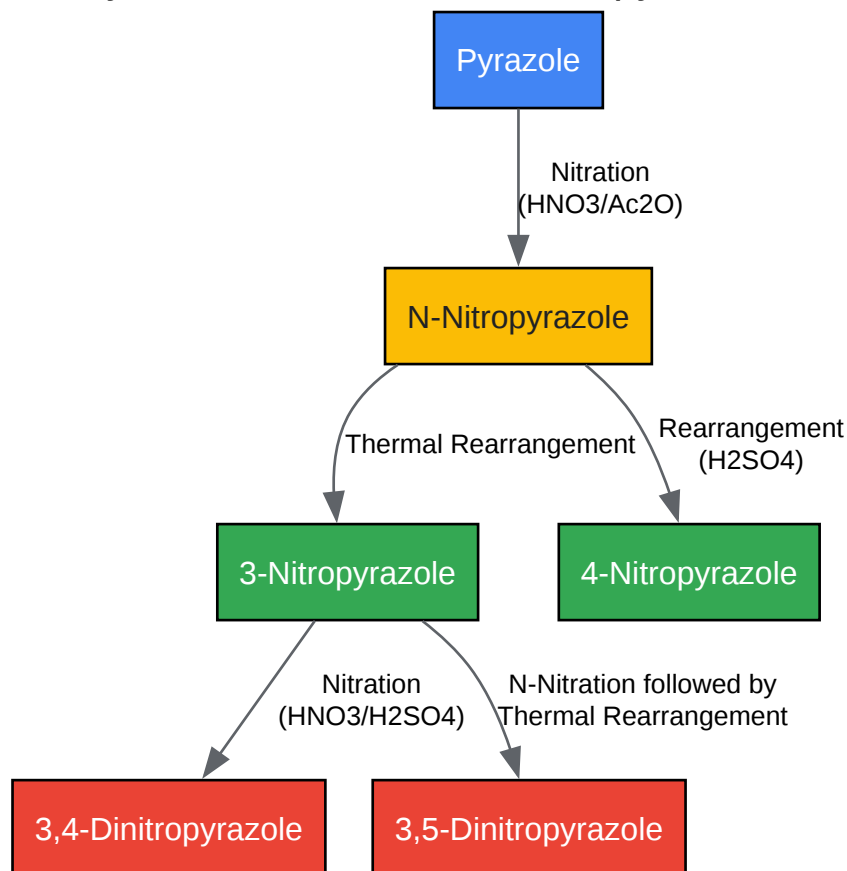 Pyrazole
Nitration
(HNO3/Ac2O)
N-Nitropyrazole
Thermal Rearrangement
Rearrangement
(H2SO4)
3-Nitropyrazole
4-Nitropyrazole
Nitration
(HNO3/H2SO4)
N-Nitration followed by
Thermal Rearrangement
3,4-Dinitropyrazole
3,5-Dinitropyrazole